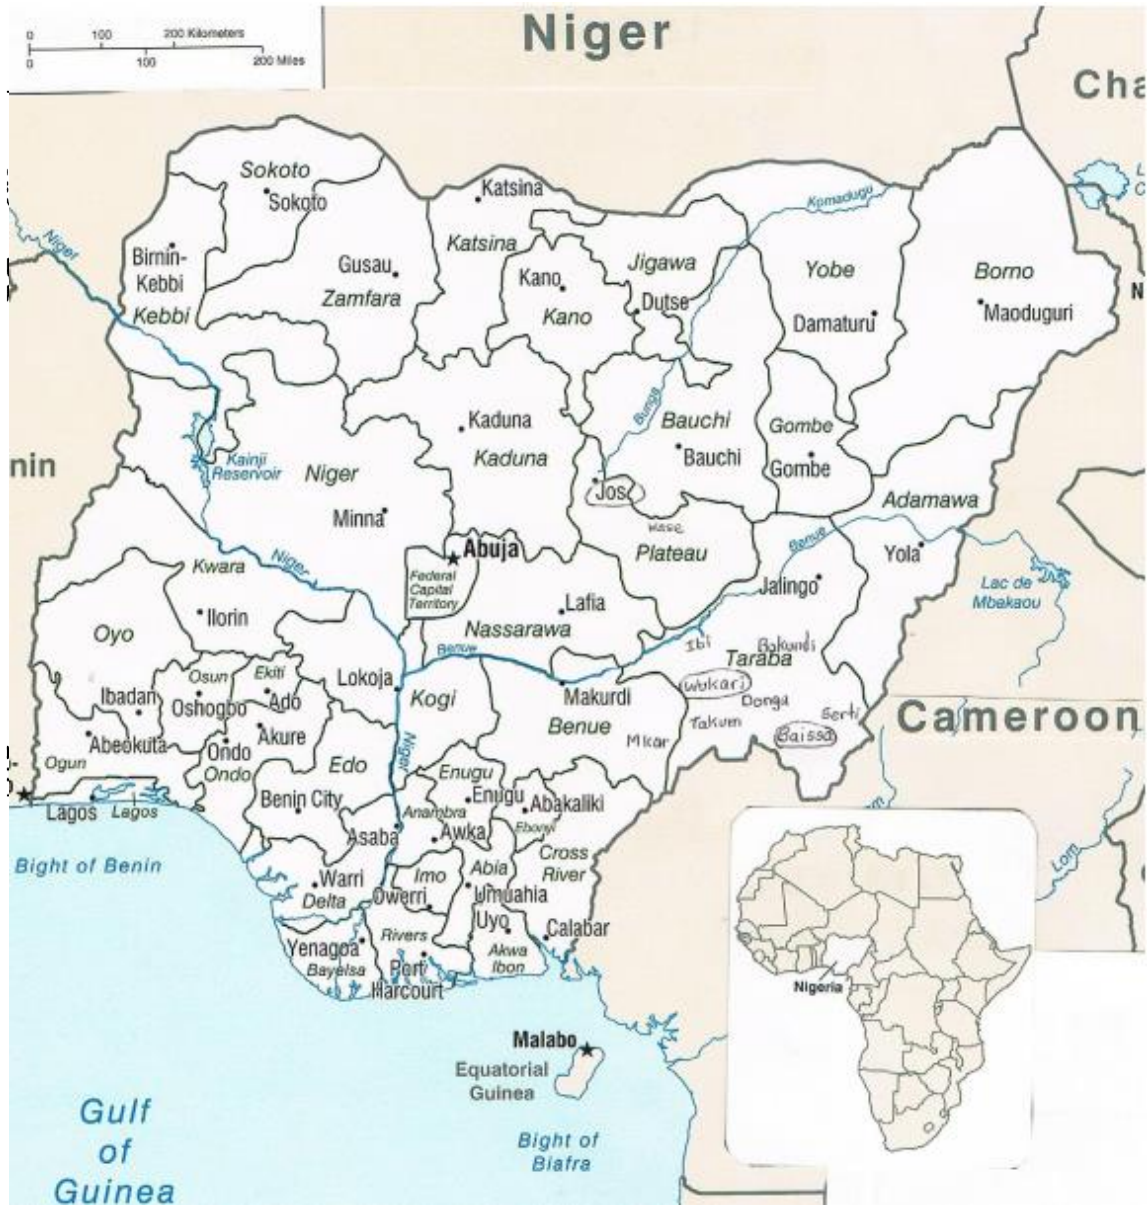 0 100 200 Kilometers
0 100 200 Miles
Niger
Cha
Sokoto
Sokoto
Katsina
Katsina
Komadugu
Niger
Birnin-
Kebbi
Kebbi
Gusau
Zamfara
Kano
Kano
Jigawa
Dutse
Yobe
Damaturu
Borno
Maoduguri
N
Bunga
Kaduna
Kaduna
Bauchi
Bauchi
Gombe
Gombe
nin
Kainji
Reservoir
Niger
Minna
Jos
Wase
Plateau
Adamawa
Benue
Yola
Abuja
Federal
Capital
Territory
Niger
Kwara
Ilorin
Oyo
Lafia
Nassarawa
Jalingo
Lac de
Mbakaou
Ibi
Bakundi
Taraba
Benue
Osun
Ekiti
Lokoja
Kogi
Makurdi
Benue
Wukari
Donga
Takum
Serti
Baissa
Mkar
Cameroon
Ibadan
Oshogbo
Ado
Abeokuta
Akure
Ondo
Ondo
Ogun
Edo
Niger
Enugu
Enugu
Lagos
Lagos
Benin City
Anambra
Abakaliki
Asaba
Awka
Ebonyi
Cross
River
Bight of Benin
Warri
Delta
Imo
Abia
Owerri
Umuahia
Uyo
Calabar
Lom
Yenagoa
Bayelsa
Rivers
Port
Harcourt
Akwa
Ibon
Nigeria
Malabo
Equatorial
Guinea
Gulf
of
Guinea
Bight of
Biafra